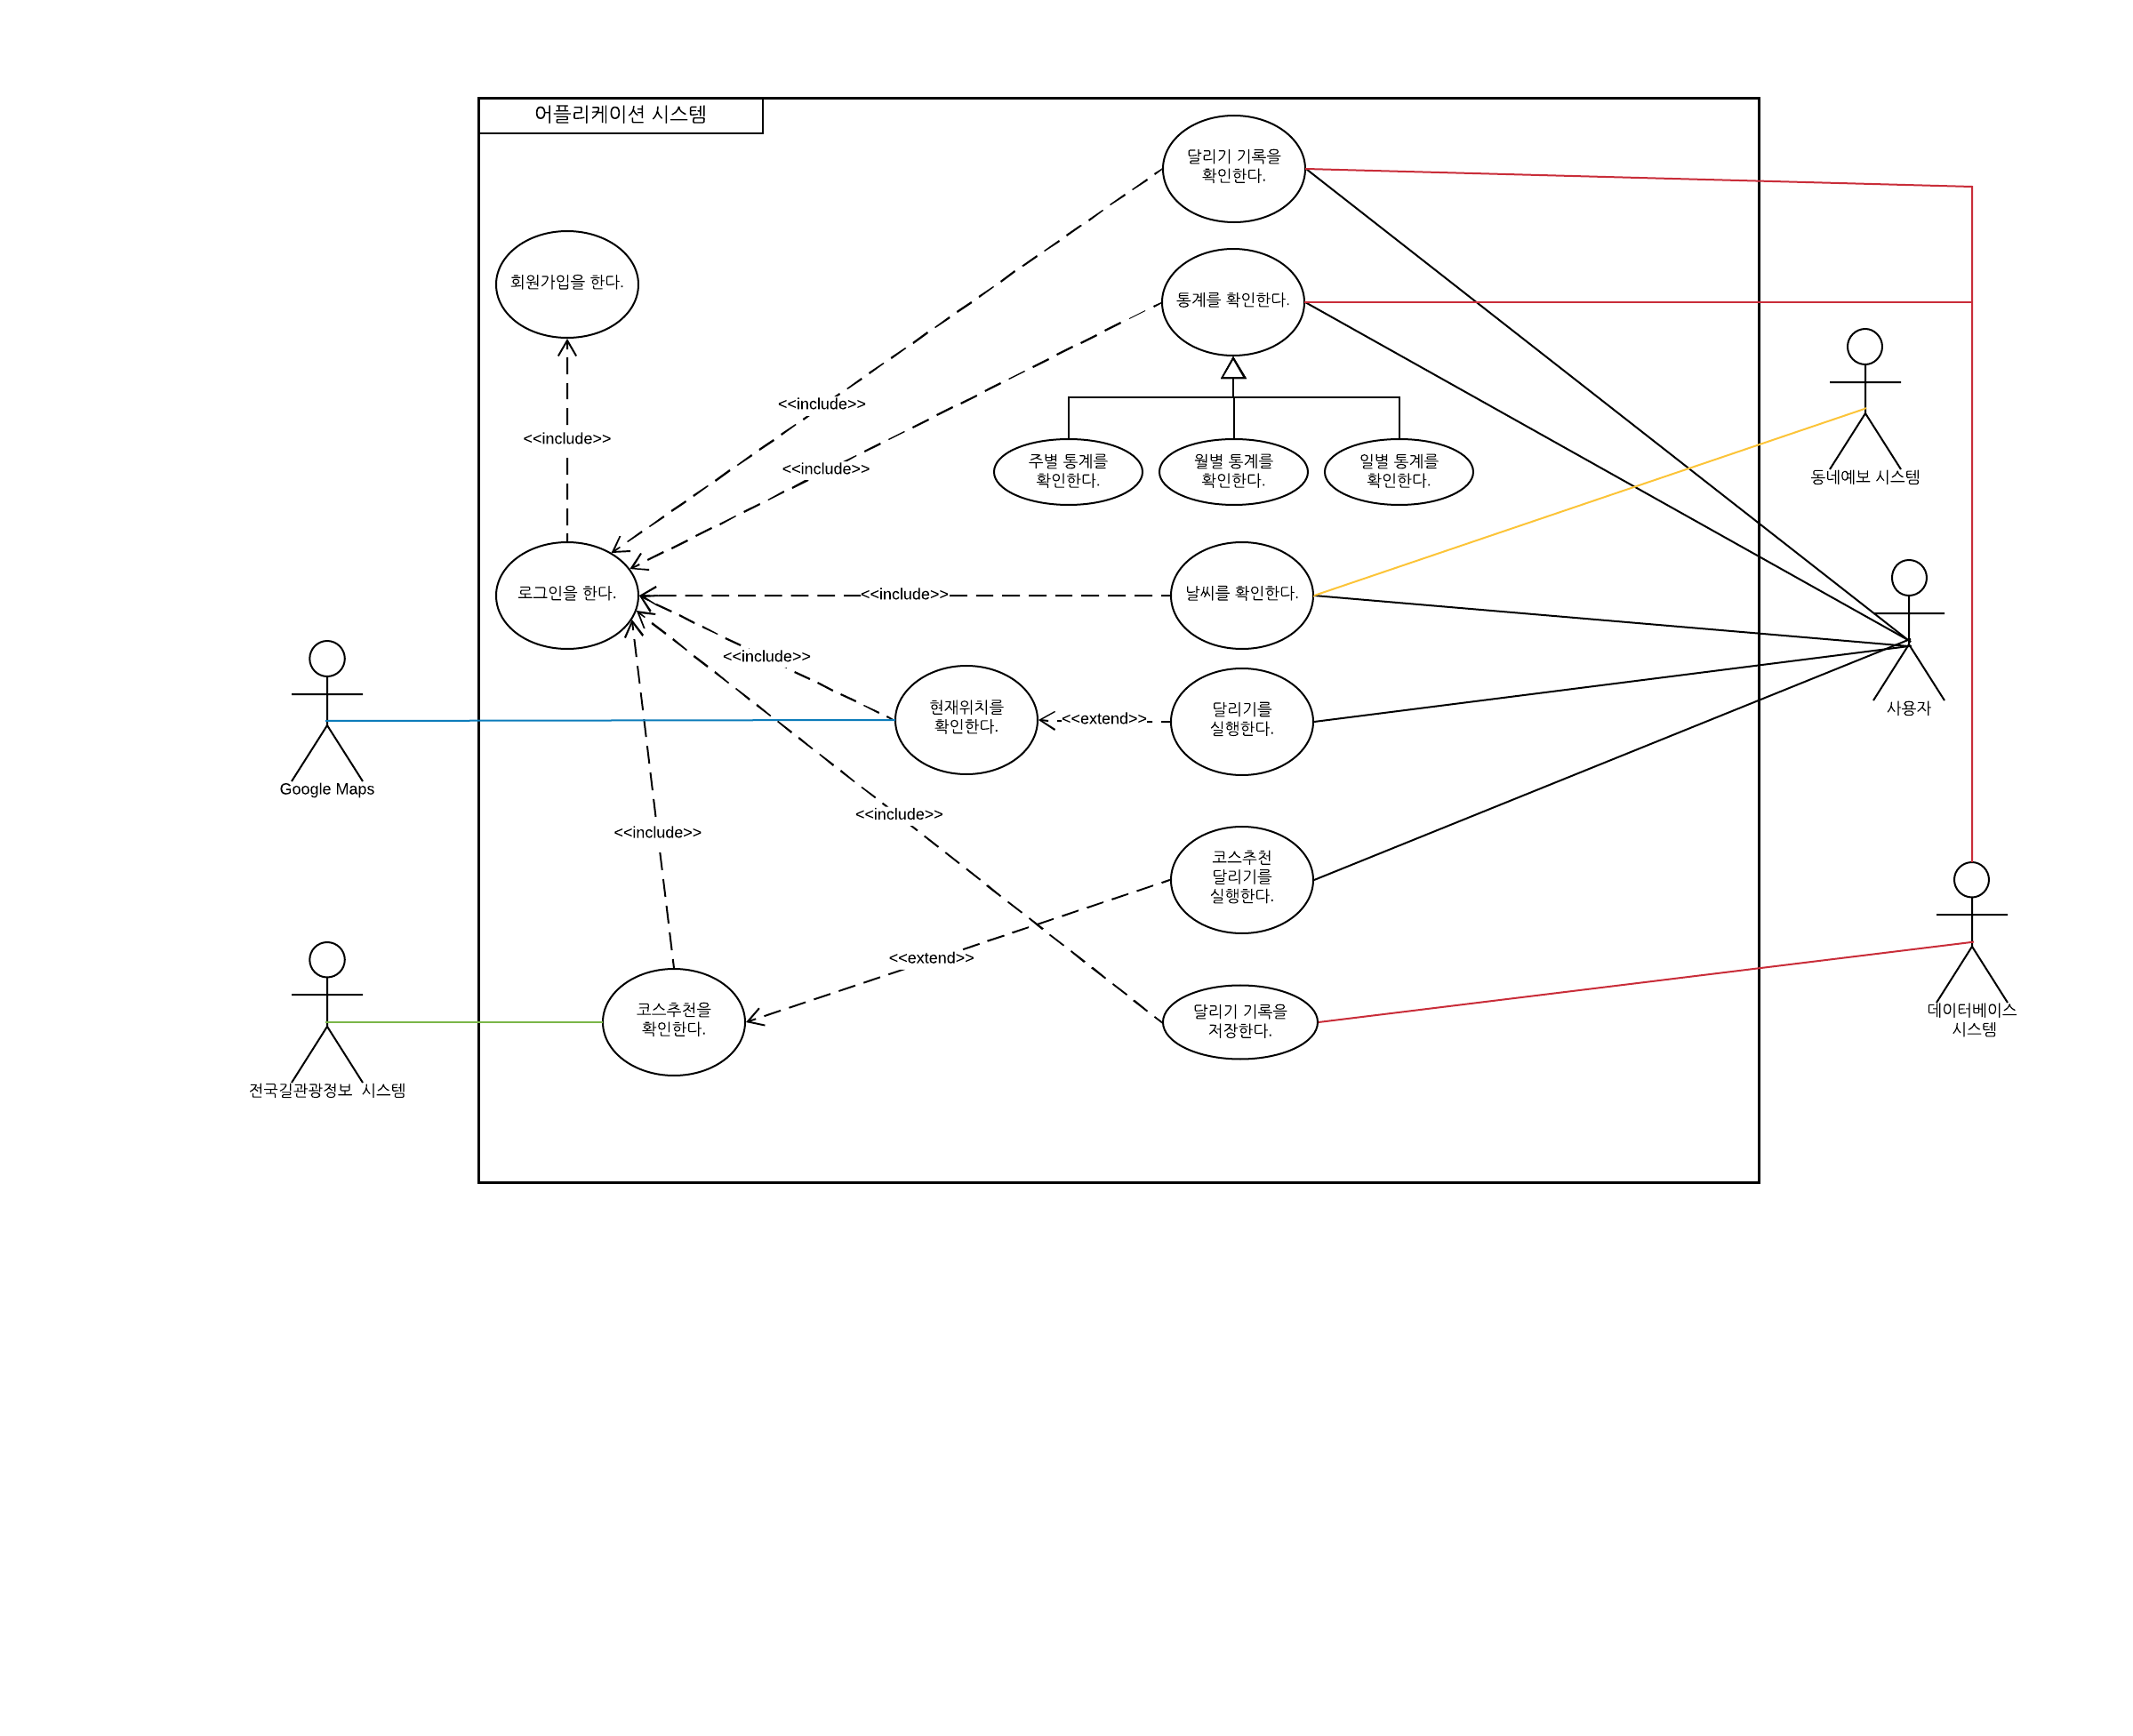 어플리케이션 시스템
달리기 기록을
확인한다.
회원가입을 한다.
통계를 확인한다.
<<include>>
<<include>>
<<include>>
주별 통계를
확인한다.
월별 통계를
확인한다.
일별 통계를
확인한다.
동네예보 시스템
로그인을 한다.
<<include>>
날씨를 확인한다.
<<include>>
현재위치를
확인한다.
<<extend>>
달리기를
실행한다.
사용자
Google Maps
<<include>>
<<include>>
코스추천
달리기를
실행한다.
<<extend>>
코스추천을
확인한다.
달리기 기록을
저장한다.
데이터베이스
시스템
전국길관광정보  시스템